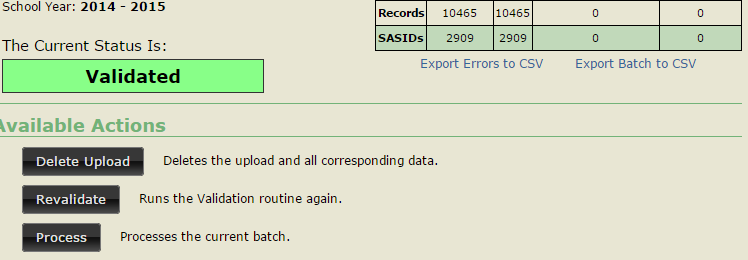 School Year: 2014 - 2015
Records 10465 10465 0 0
SASIDs 2909 2909 0 0
The Current Status Is:
Validated
Export Errors to CSV Export Batch to CSV
Available Actions
Delete Upload Deletes the upload and all corresponding data.
Revalidate Runs the Validation routine again.
Process Processes the current batch.